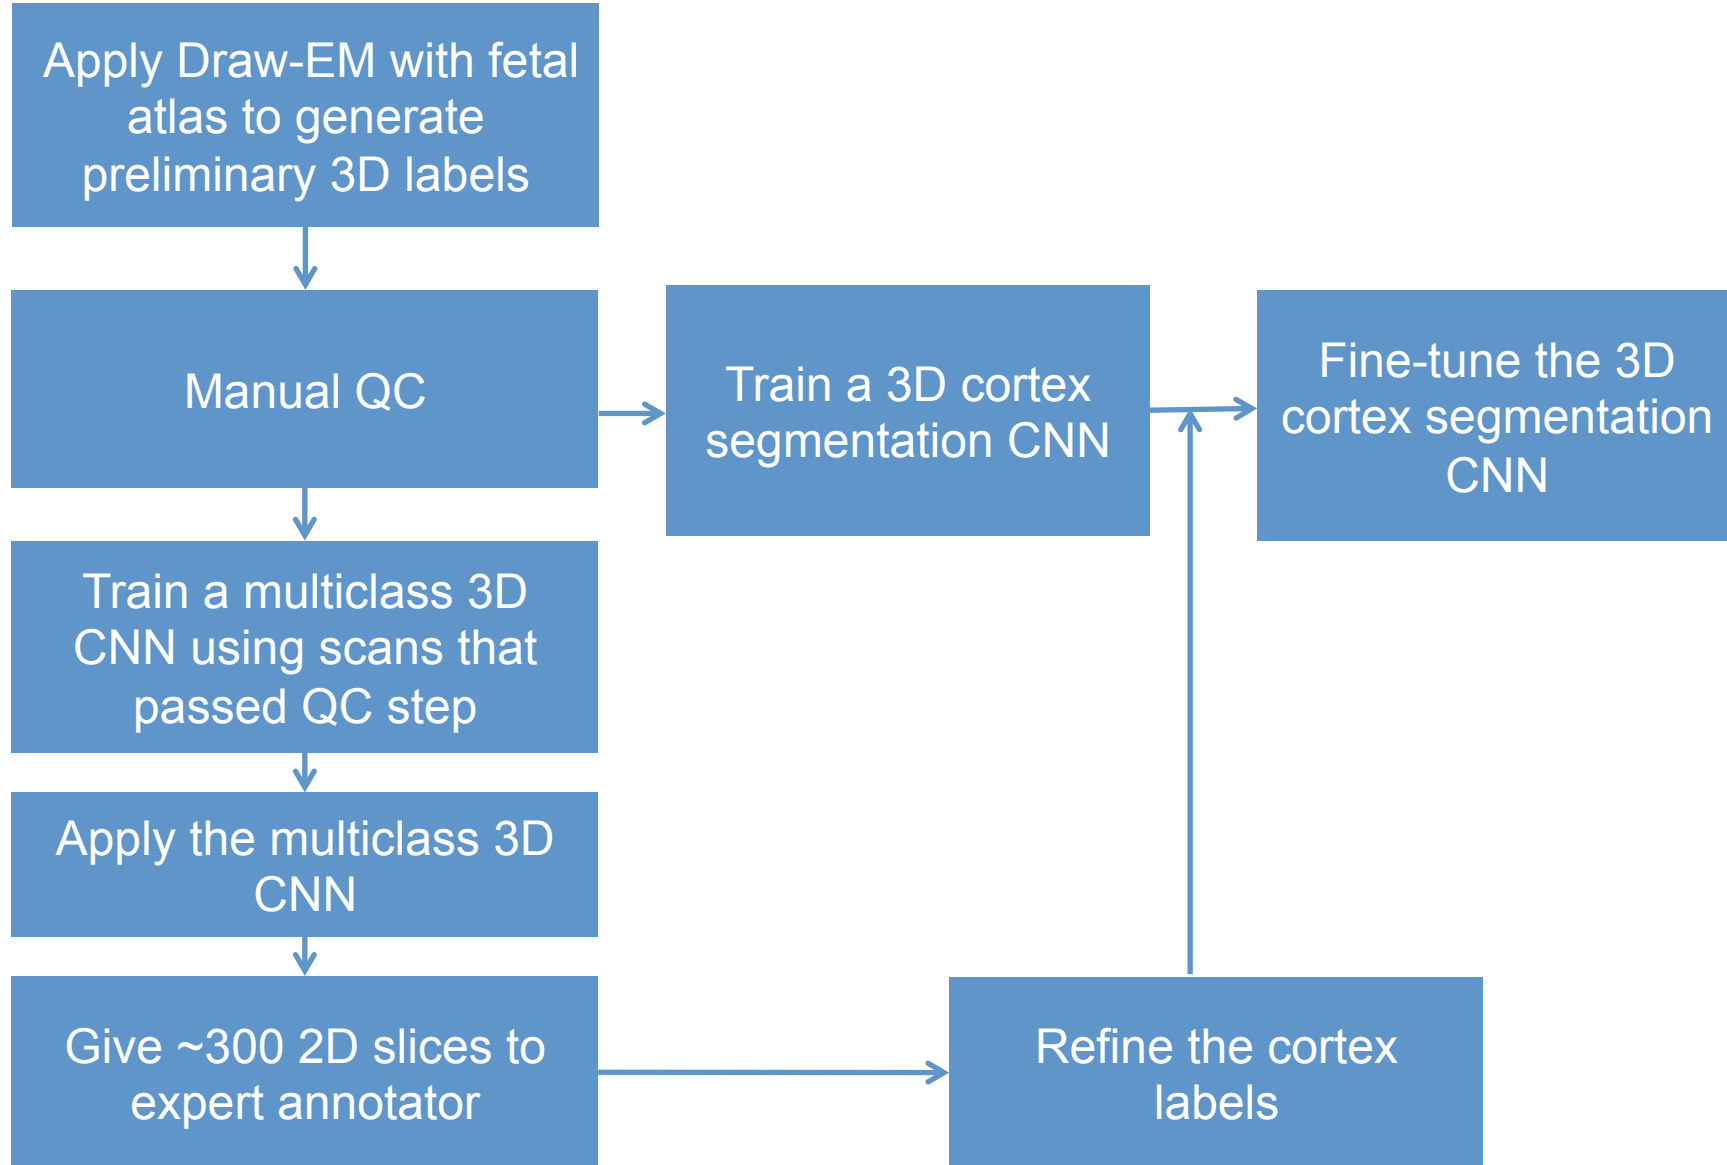 Apply Draw-EM with fetal
atlas to generate
preliminary 3D labels
Manual QC
Train a 3D cortex
segmentation CNN
Fine-tune the 3D
cortex segmentation
CNN
Train a multiclass 3D
CNN using scans that
passed QC step
Apply the multiclass 3D
CNN
Give ~300 2D slices to
expert annotator
Refine the cortex
labels